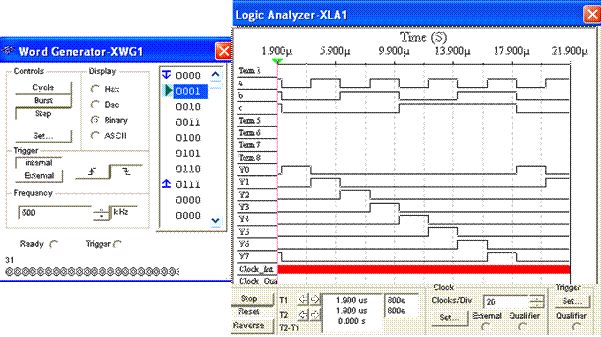 Word Generator-XWG1
Controls
Cycle
Burst
Step
Set...
Display
Hex
Dec
Binary
ASCII
Trigger
Internal
External
Frequency
500
kHz
Ready
Trigger
31
0000
0001
0010
0011
0100
0101
0110
0111
0000
0000
Logic Analyzer-XLA1
Time (S)
1.900µ 5.900µ 9.900µ 13.900µ 17.900µ 21.900µ
Term 3
a
b
c
Term 5
Term 6
Term 7
Term 8
Y0
Y1
Y2
Y3
Y4
Y5
Y6
Y7
Clock_Int
Clock_Qua
Stop
Reset
Reverse
T1
T2
T2-T1
1.900 us
1.900 us
0.000 s
Clock
Clocks/Div
Set...
External
Qualifier
Trigger
Set...
Qualifier